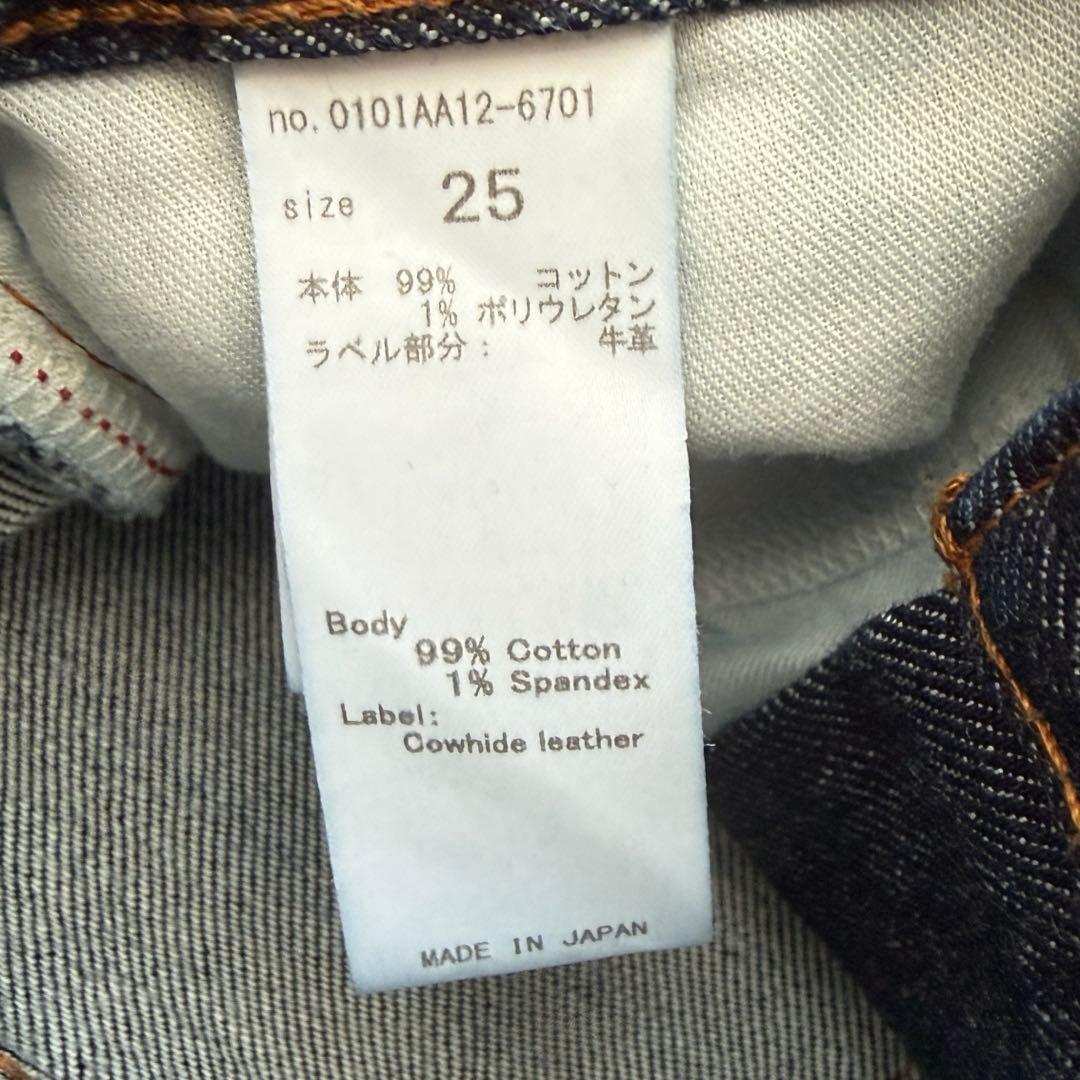 no. 0101AA12-6701
size 25
本体 99% コットン
1% ポリウレタン
ラベル部分: 牛革
Body
99% Cotton
1% Spandex
Label:
Cowhide leather
MADE IN JAPAN